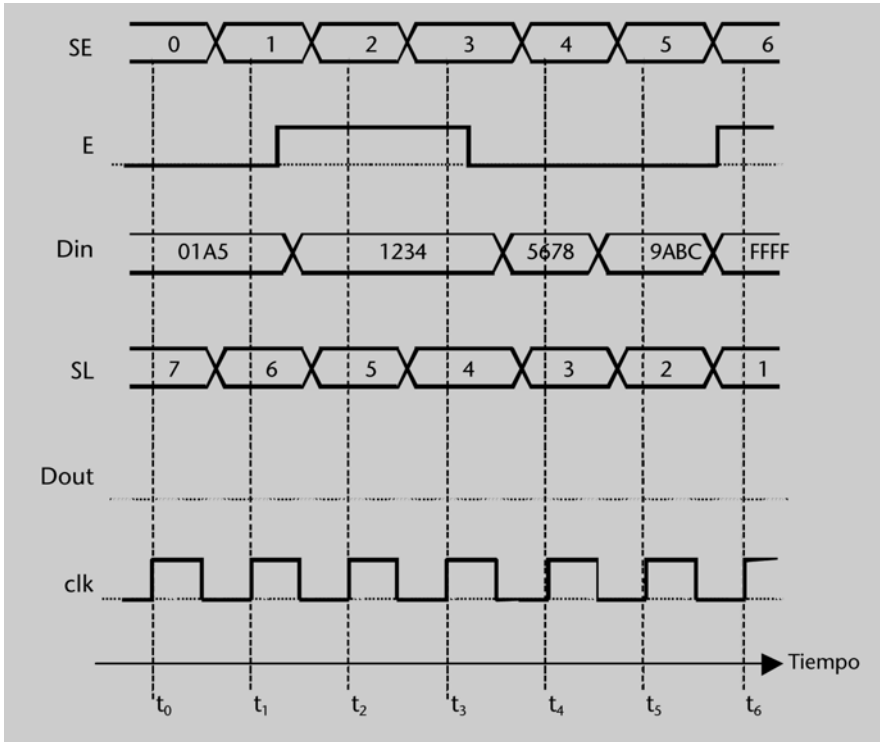 SE 0 1 2 3 4 5 6
E
Din 01A5 1234 5678 9ABC FFFF
SL 7 6 5 4 3 2 1
Dout
clk
Tiempo
t₀ t₁ t₂ t₃ t₄ t₅ t₆